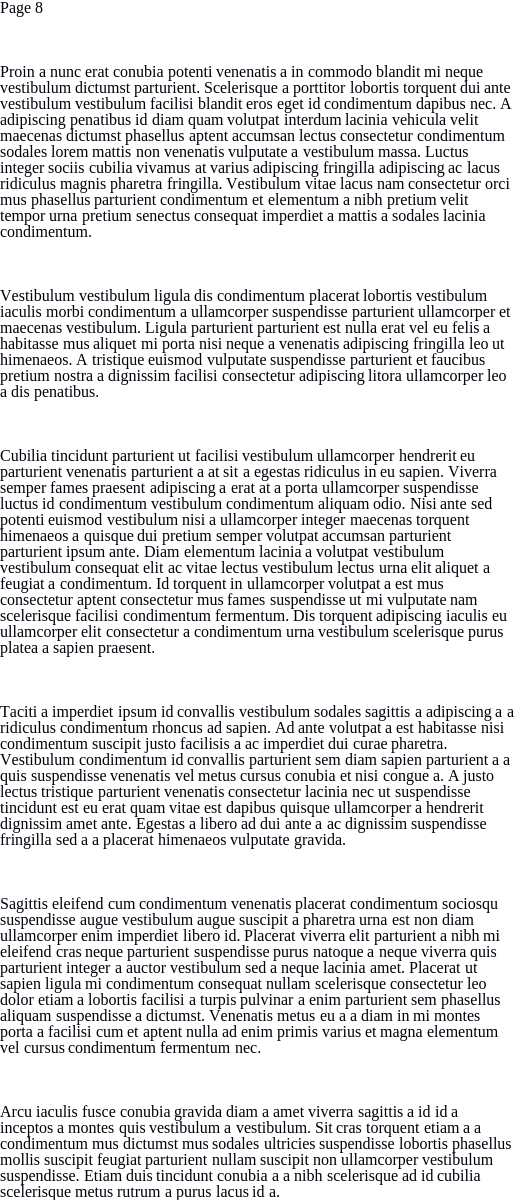 Page 8
Proin a nunc erat conubia potenti venenatis a in commodo blandit mi neque
vestibulum dictumst parturient. Scelerisque a porttitor lobortis torquent dui ante
vestibulum vestibulum facilisi blandit eros eget id condimentum dapibus nec. A
adipiscing penatibus id diam quam volutpat interdum lacinia vehicula velit
maecenas dictumst phasellus aptent accumsan lectus consectetur condimentum
sodales lorem mattis non venenatis vulputate a vestibulum massa. Luctus
integer sociis cubilia vivamus at varius adipiscing fringilla adipiscing ac lacus
ridiculus magnis pharetra fringilla. Vestibulum vitae lacus nam consectetur orci
mus phasellus parturient condimentum et elementum a nibh pretium velit
tempor urna pretium senectus consequat imperdiet a mattis a sodales lacinia
condimentum.
Vestibulum vestibulum ligula dis condimentum placerat lobortis vestibulum
iaculis morbi condimentum a ullamcorper suspendisse parturient ullamcorper et
maecenas vestibulum. Ligula parturient parturient est nulla erat vel eu felis a
habitasse mus aliquet mi porta nisi neque a venenatis adipiscing fringilla leo ut
himenaeos. A tristique euismod vulputate suspendisse parturient et faucibus
pretium nostra a dignissim facilisi consectetur adipiscing litora ullamcorper leo
a dis penatibus.
Cubilia tincidunt parturient ut facilisi vestibulum ullamcorper hendrerit eu
parturient venenatis parturient a at sit a egestas ridiculus in eu sapien. Viverra
semper fames praesent adipiscing a erat at a porta ullamcorper suspendisse
luctus id condimentum vestibulum condimentum aliquam odio. Nisi ante sed
potenti euismod vestibulum nisi a ullamcorper integer maecenas torquent
himenaeos a quisque dui pretium semper volutpat accumsan parturient
parturient ipsum ante. Diam elementum lacinia a volutpat vestibulum
vestibulum consequat elit ac vitae lectus vestibulum lectus urna elit aliquet a
feugiat a condimentum. Id torquent in ullamcorper volutpat a est mus
consectetur aptent consectetur mus fames suspendisse ut mi vulputate nam
scelerisque facilisi condimentum fermentum. Dis torquent adipiscing iaculis eu
ullamcorper elit consectetur a condimentum urna vestibulum scelerisque purus
platea a sapien praesent.
Taciti a imperdiet ipsum id convallis vestibulum sodales sagittis a adipiscing a a
ridiculus condimentum rhoncus ad sapien. Ad ante volutpat a est habitasse nisi
condimentum suscipit justo facilisis a ac imperdiet dui curae pharetra.
Vestibulum condimentum id convallis parturient sem diam sapien parturient a a
quis suspendisse venenatis vel metus cursus conubia et nisi congue a. A justo
lectus tristique parturient venenatis consectetur lacinia nec ut suspendisse
tincidunt est eu erat quam vitae est dapibus quisque ullamcorper a hendrerit
dignissim amet ante. Egestas a libero ad dui ante a ac dignissim suspendisse
fringilla sed a a placerat himenaeos vulputate gravida.
Sagittis eleifend cum condimentum venenatis placerat condimentum sociosqu
suspendisse augue vestibulum augue suscipit a pharetra urna est non diam
ullamcorper enim imperdiet libero id. Placerat viverra elit parturient a nibh mi
eleifend cras neque parturient suspendisse purus natoque a neque viverra quis
parturient integer a auctor vestibulum sed a neque lacinia amet. Placerat ut
sapien ligula mi condimentum consequat nullam scelerisque consectetur leo
dolor etiam a lobortis facilisi a turpis pulvinar a enim parturient sem phasellus
aliquam suspendisse a dictumst. Venenatis metus eu a a diam in mi montes
porta a facilisi cum et aptent nulla ad enim primis varius et magna elementum
vel cursus condimentum fermentum nec.
Arcu iaculis fusce conubia gravida diam a amet viverra sagittis a id id a
inceptos a montes quis vestibulum a vestibulum. Sit cras torquent etiam a a
condimentum mus dictumst mus sodales ultricies suspendisse lobortis phasellus
mollis suscipit feugiat parturient nullam suscipit non ullamcorper vestibulum
suspendisse. Etiam duis tincidunt conubia a a nibh scelerisque ad id cubilia
scelerisque metus rutrum a purus lacus id a.